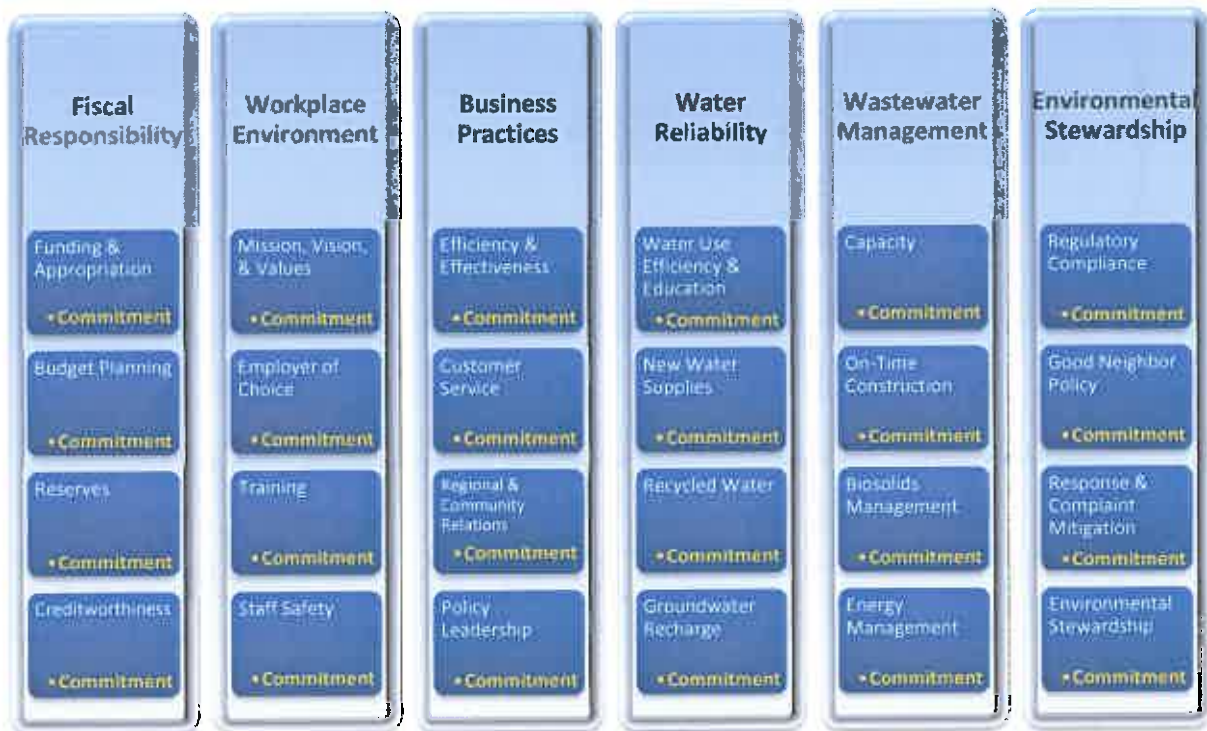 Fiscal
Responsibility
Funding &
Appropriation
•Commitment
Budget Planning
•Commitment
Reserves
•Commitment
Creditworthiness
•Commitment
Workplace
Environment
Mission, Vision,
& Values
•Commitment
Employer of
Choice
•Commitment
Training
•Commitment
Staff Safety
•Commitment
Business
Practices
Efficiency &
Effectiveness
•Commitment
Customer
Service
•Commitment
Regional &
Community
Relations
•Commitment
Policy
Leadership
•Commitment
Water
Reliability
Water Use
Efficiency &
Education
•Commitment
New Water
Supplies
•Commitment
Recycled Water
•Commitment
Groundwater
Recharge
•Commitment
Wastewater
Management
Capacity
•Commitment
On-Time
Construction
•Commitment
Biosolids
Management
•Commitment
Energy
Management
•Commitment
Environmental
Stewardship
Regulatory
Compliance
•Commitment
Good Neighbor
Policy
•Commitment
Response &
Complaint
Mitigation
•Commitment
Environmental
Stewardship
•Commitment